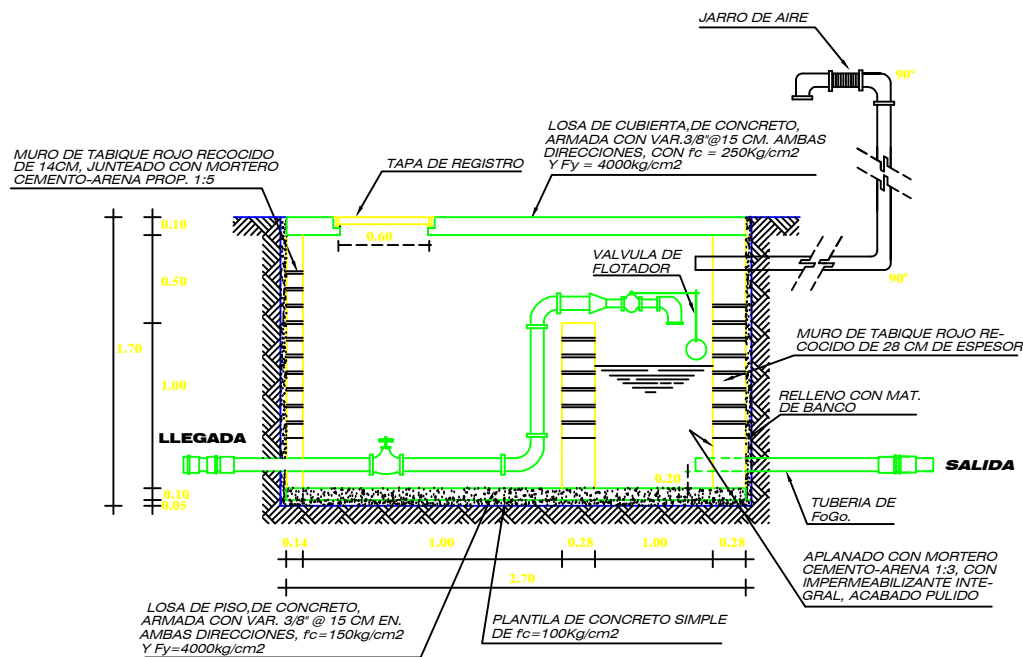 JARRO DE AIRE
90°
LOSA DE CUBIERTA,DE CONCRETO,
ARMADA CON VAR.3/8"@15 CM. AMBAS
DIRECCIONES, CON f'c = 250Kg/cm2
Y Fy = 4000kg/cm2
MURO DE TABIQUE ROJO RECOCIDO
DE 14CM, JUNTEADO CON MORTERO
CEMENTO-ARENA PROP. 1:5
TAPA DE REGISTRO
0.10
0.60
VALVULA DE
FLOTADOR
90°
0.50
1.70
MURO DE TABIQUE ROJO RE-
COCIDO DE 28 CM DE ESPESOR
1.00
RELLENO CON MAT.
DE BANCO
LLEGADA
SALIDA
0.20
0.10
0.05
TUBERIA DE
FoGo.
0.14
1.00
0.28
1.00
0.28
2.70
APLANADO CON MORTERO
CEMENTO-ARENA 1:3, CON
IMPERMEABILIZANTE INTE-
GRAL, ACABADO PULIDO
LOSA DE PISO,DE CONCRETO,
ARMADA CON VAR. 3/8" @ 15 CM EN.
AMBAS DIRECCIONES, f'c=150kg/cm2
Y Fy=4000kg/cm2
PLANTILA DE CONCRETO SIMPLE
DE f'c=100Kg/cm2